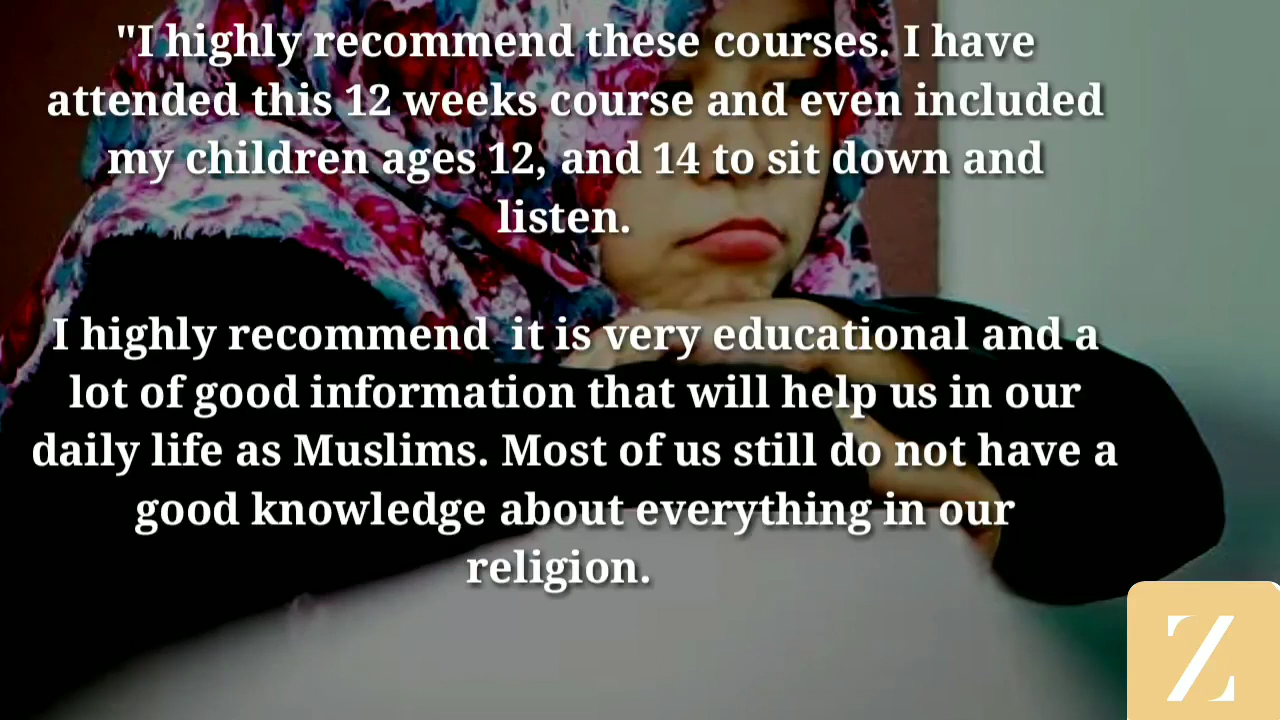 "I highly recommend these courses. I have
attended this 12 weeks course and even included
my children ages 12, and 14 to sit down and
listen.
I highly recommend  it is very educational and a
lot of good information that will help us in our
daily life as Muslims. Most of us still do not have a
good knowledge about everything in our
religion.
Z